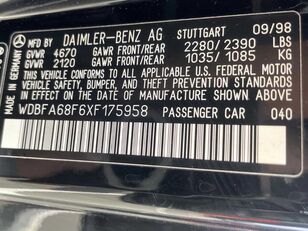 DAIMLER-BENZ AG STUTTGART 09/98
GVWR 4670 GAWR FRONT/REAR 2280/2390 LBS
GVWR 2120 GAWR FRONT/REAR 1035/1085 KG
THIS VEHICLE CONFORMS TO ALL APPLICABLE
FEDERAL MOTOR VEHICLE SAFETY, BUMPER, AND
THEFT PREVENTION STANDARDS IN EFFECT ON THE
DATE OF MANUFACTURE SHOWN ABOVE.
WDBFA68F6XF175958 PASSENGER CAR 040
MADE IN GERMANY